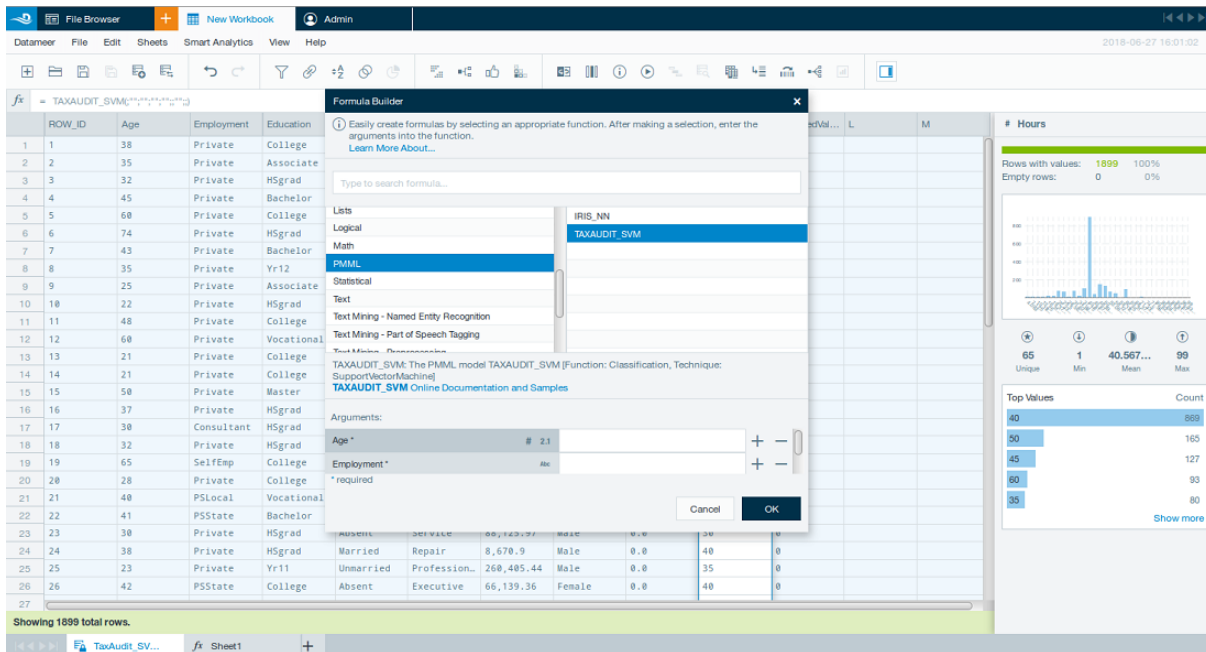 File Browser + New Workbook Admin
Datameer File Edit Sheets Smart Analytics View Help 2018-06-27 16:01:02
fx = TAXAUDIT_SVM(
Formula Builder ×
Easily create formulas by selecting an appropriate function. After making a selection, enter the
arguments into the function.
Learn More About...
Type to search formula...
Lists
Logical
Math
PMML
Statistical
Text
Text Mining - Named Entity Recognition
Text Mining - Part of Speech Tagging
IRIS_NN
TAXAUDIT_SVM
TAXAUDIT_SVM: The PMML model TAXAUDIT_SVM [Function: Classification, Technique:
SupportVectorMachine]
TAXAUDIT_SVM Online Documentation and Samples
Arguments:
Age * # 2.1 + −
Employment * Abc + −
* required
Cancel OK
ROW_ID Age Employment Education L M
1 1 38 Private College
2 2 35 Private Associate
3 3 32 Private HSgrad
4 4 45 Private Bachelor
5 5 60 Private College
6 6 74 Private HSgrad
7 7 43 Private Bachelor
8 8 35 Private Yr12
9 9 25 Private Associate
10 10 22 Private HSgrad
11 11 48 Private College
12 12 60 Private Vocational
13 13 21 Private College
14 14 21 Private College
15 15 50 Private Master
16 16 37 Private HSgrad
17 17 30 Consultant HSgrad
18 18 32 Private HSgrad
19 19 65 SelfEmp College
20 20 28 Private College
21 21 40 PSLocal Vocational
22 22 41 PSState Bachelor
23 23 30 Private HSgrad Absent Service 88,125.97 Male 0.0 30 0
24 24 38 Private HSgrad Married Repair 8,670.9 Male 0.0 40 0
25 25 23 Private Yr11 Unmarried Profession... 260,405.44 Male 0.0 35 0
26 26 42 PSState College Absent Executive 66,139.36 Female 0.0 40 0
27
# Hours
Rows with values: 1899 100%
Empty rows: 0 0%
800
600
400
200
65 1 40.567... 99
Unique Min Mean Max
Top Values Count
40 869
50 165
45 127
60 93
35 80
Show more
Showing 1899 total rows.
TaxAudit_SV... fx Sheet1 +